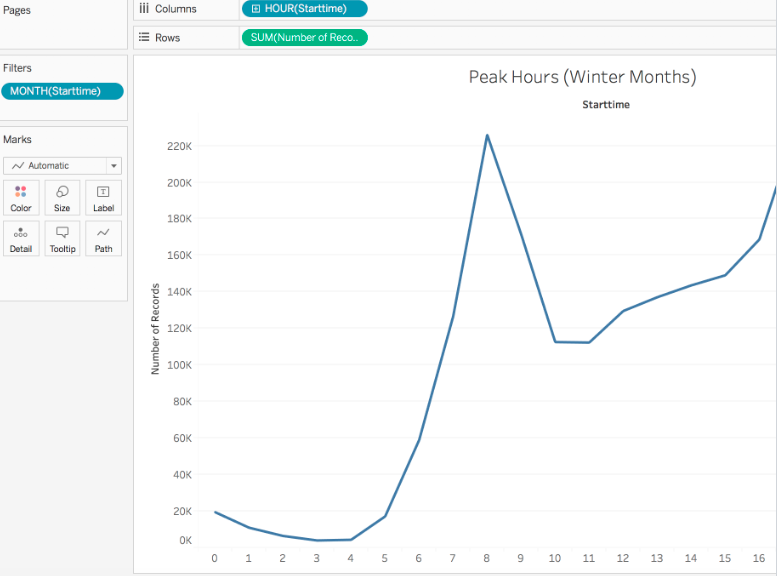 Pages
Columns
HOUR(Starttime)
Rows
SUM(Number of Reco..
Filters
MONTH(Starttime)
Marks
Automatic
Color Size Label
Detail Tooltip Path
Peak Hours (Winter Months)
Starttime
Number of Records
220K
200K
180K
160K
140K
120K
100K
80K
60K
40K
20K
0K
0 1 2 3 4 5 6 7 8 9 10 11 12 13 14 15 16